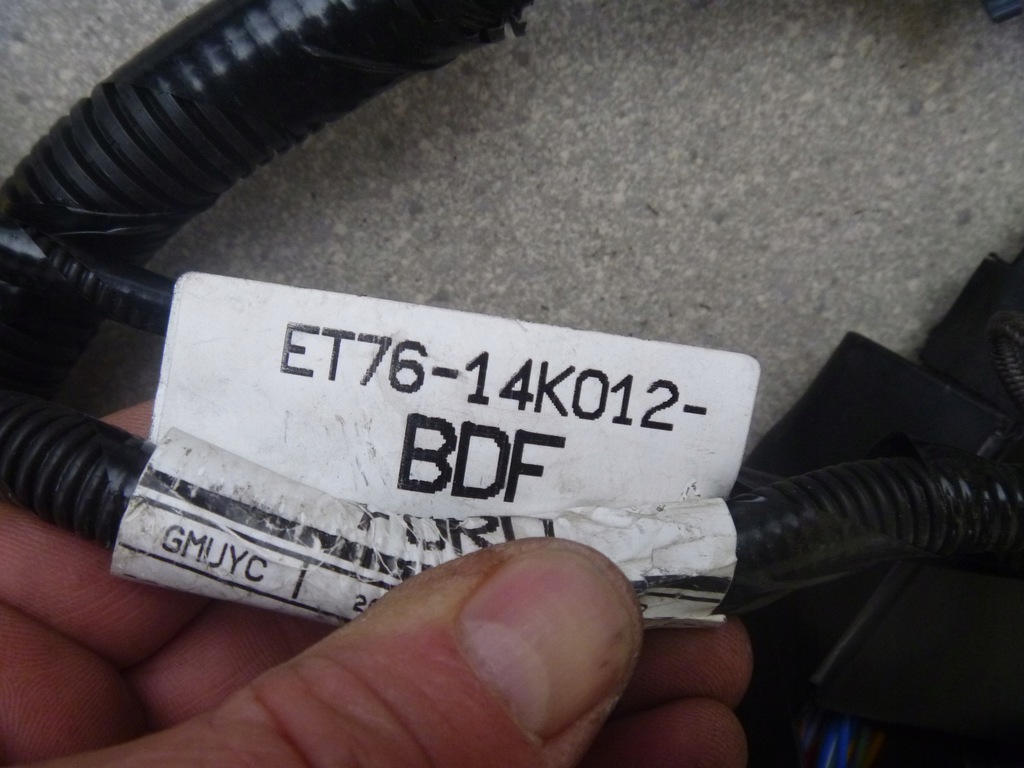 ET76-14K012-
BDF
GMUYC